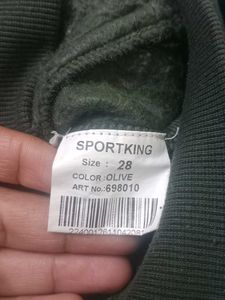 SPORTKING
Size : 28
COLOR:OLIVE
ART No.:698010